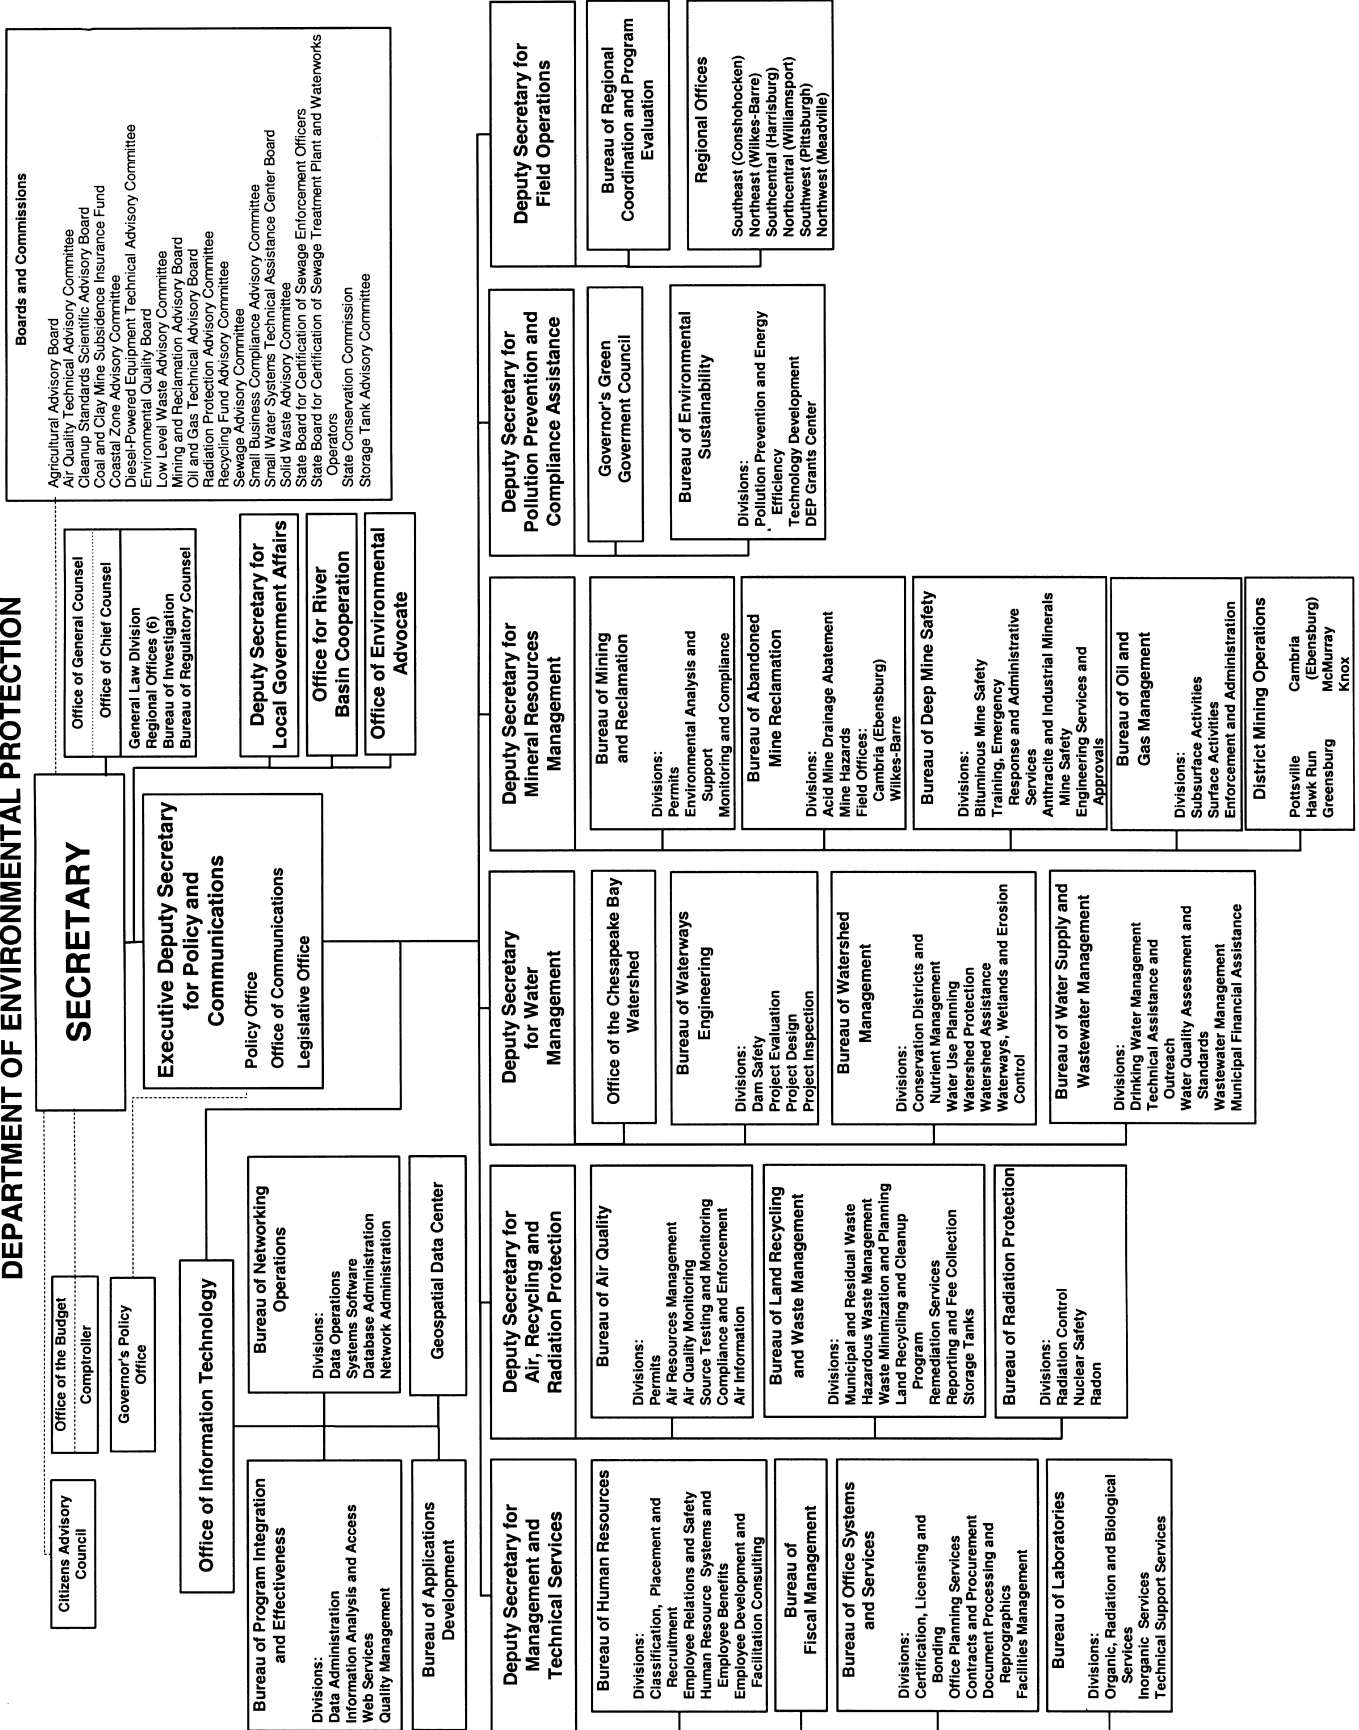 DEPARTMENT OF ENVIRONMENTAL PROTECTION
SECRETARY
Citizens Advisory
Council
Office of the Budget
Comptroller
Governor's Policy
Office
Office of General Counsel
Office of Chief Counsel
General Law Division
Regional Offices (6)
Bureau of Investigation
Bureau of Regulatory Counsel
Boards and Commissions
Agricultural Advisory Board
Air Quality Technical Advisory Committee
Cleanup Standards Scientific Advisory Board
Coal and Clay Mine Subsidence Insurance Fund
Coastal Zone Advisory Committee
Diesel-Powered Equipment Technical Advisory Committee
Environmental Quality Board
Low Level Waste Advisory Committee
Mining and Reclamation Advisory Board
Oil and Gas Technical Advisory Board
Radiation Protection Advisory Committee
Recycling Fund Advisory Committee
Sewage Advisory Committee
Small Business Compliance Advisory Committee
Small Water Systems Technical Assistance Center Board
Solid Waste Advisory Committee
State Board for Certification of Sewage Enforcement Officers
State Board for Certification of Sewage Treatment Plant and Waterworks
Operators
State Conservation Commission
Storage Tank Advisory Committee
Executive Deputy Secretary
for Policy and
Communications
Policy Office
Office of Communications
Legislative Office
Deputy Secretary for
Local Government Affairs
Office for River
Basin Cooperation
Office of Environmental
Advocate
Office of Information Technology
Bureau of Program Integration
and Effectiveness
Divisions:
Data Administration
Information Analysis and Access
Web Services
Quality Management
Bureau of Networking
Operations
Divisions:
Data Operations
Systems Software
Database Administration
Network Administration
Bureau of Applications
Development
Geospatial Data Center
Deputy Secretary for
Management and
Technical Services
Bureau of Human Resources
Divisions:
Classification, Placement and
Recruitment
Employee Relations and Safety
Human Resource Systems and
Employee Benefits
Employee Development and
Facilitation Consulting
Bureau of
Fiscal Management
Bureau of Office Systems
and Services
Divisions:
Certification, Licensing and
Bonding
Office Planning Services
Contracts and Procurement
Document Processing and
Reprographics
Facilities Management
Bureau of Laboratories
Divisions:
Organic, Radiation and Biological
Services
Inorganic Services
Technical Support Services
Deputy Secretary for
Air, Recycling and
Radiation Protection
Bureau of Air Quality
Divisions:
Permits
Air Resources Management
Air Quality Monitoring
Source Testing and Monitoring
Compliance and Enforcement
Air Information
Bureau of Land Recycling
and Waste Management
Divisions:
Municipal and Residual Waste
Hazardous Waste Management
Waste Minimization and Planning
Land Recycling and Cleanup
Program
Remediation Services
Reporting and Fee Collection
Storage Tanks
Bureau of Radiation Protection
Divisions:
Radiation Control
Nuclear Safety
Radon
Deputy Secretary
for Water
Management
Office of the Chesapeake Bay
Watershed
Bureau of Waterways
Engineering
Divisions:
Dam Safety
Project Evaluation
Project Design
Project Inspection
Bureau of Watershed
Management
Divisions:
Conservation Districts and
Nutrient Management
Water Use Planning
Watershed Protection
Watershed Assistance
Waterways, Wetlands and Erosion
Control
Bureau of Water Supply and
Wastewater Management
Divisions:
Drinking Water Management
Technical Assistance and
Outreach
Water Quality Assessment and
Standards
Wastewater Management
Municipal Financial Assistance
Deputy Secretary for
Mineral Resources
Management
Bureau of Mining
and Reclamation
Divisions:
Permits
Environmental Analysis and
Support
Monitoring and Compliance
Bureau of Abandoned
Mine Reclamation
Divisions:
Acid Mine Drainage Abatement
Mine Hazards
Field Offices:
Cambria (Ebensburg)
Wilkes-Barre
Bureau of Deep Mine Safety
Divisions:
Bituminous Mine Safety
Training, Emergency
Response and Administrative
Services
Anthracite and Industrial Minerals
Mine Safety
Engineering Services and
Approvals
Bureau of Oil and
Gas Management
Divisions:
Subsurface Activities
Surface Activities
Enforcement and Administration
District Mining Operations
Pottsville Cambria
Hawk Run (Ebensburg)
Greensburg McMurray
Knox
Deputy Secretary for
Pollution Prevention and
Compliance Assistance
Governor's Green
Goverment Council
Bureau of Environmental
Sustainability
Divisions:
Pollution Prevention and Energy
Efficiency
Technology Development
DEP Grants Center
Deputy Secretary for
Field Operations
Bureau of Regional
Coordination and Program
Evaluation
Regional Offices
Southeast (Conshohocken)
Northeast (Wilkes-Barre)
Southcentral (Harrisburg)
Northcentral (Williamsport)
Southwest (Pittsburgh)
Northwest (Meadville)